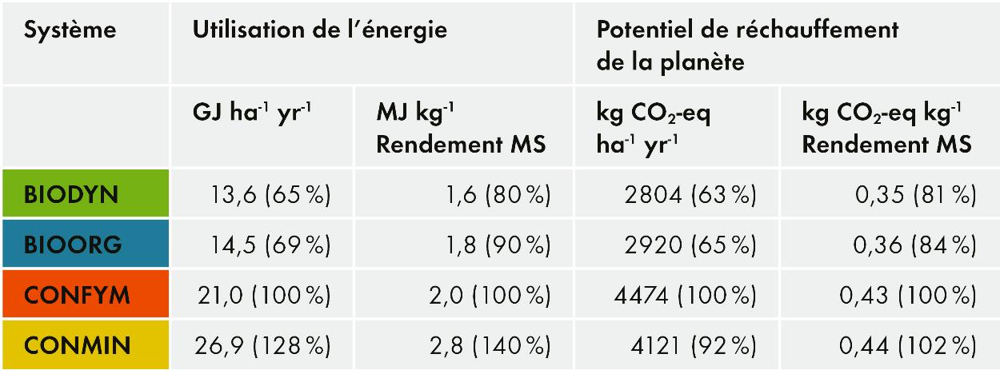 Système Utilisation de l’énergie Potentiel de réchauffement
de la planète
GJ ha⁻¹ yr⁻¹ MJ kg⁻¹ kg CO₂-eq kg CO₂-eq kg⁻¹
Rendement MS ha⁻¹ yr⁻¹ Rendement MS
BIODYN 13,6 (65 %) 1,6 (80 %) 2804 (63 %) 0,35 (81 %)
BIOORG 14,5 (69 %) 1,8 (90 %) 2920 (65 %) 0,36 (84 %)
CONFYM 21,0 (100 %) 2,0 (100 %) 4474 (100 %) 0,43 (100 %)
CONMIN 26,9 (128 %) 2,8 (140 %) 4121 (92 %) 0,44 (102 %)